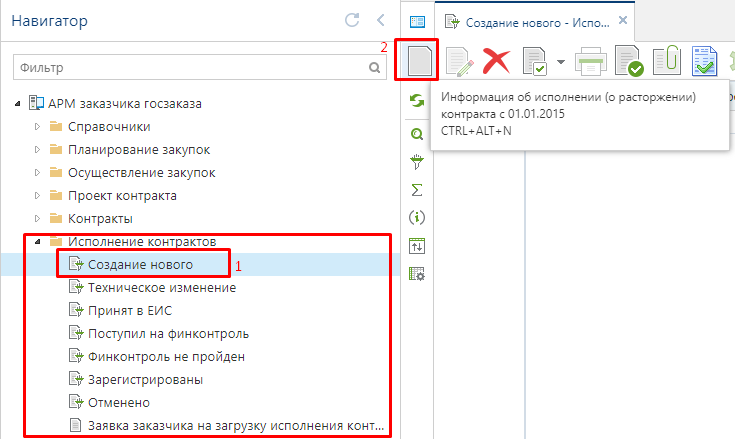 Навигатор
Фильтр
АРМ заказчика госзаказа
Справочники
Планирование закупок
Осуществление закупок
Проект контракта
Контракты
Исполнение контрактов
Создание нового
1
Техническое изменение
Принят в ЕИС
Поступил на финконтроль
Финконтроль не пройден
Зарегистрированы
Отменено
Заявка заказчика на загрузку исполнения конт...
Создание нового - Испо...
2
Информация об исполнении (о расторжении)
контракта с 01.01.2015
CTRL+ALT+N